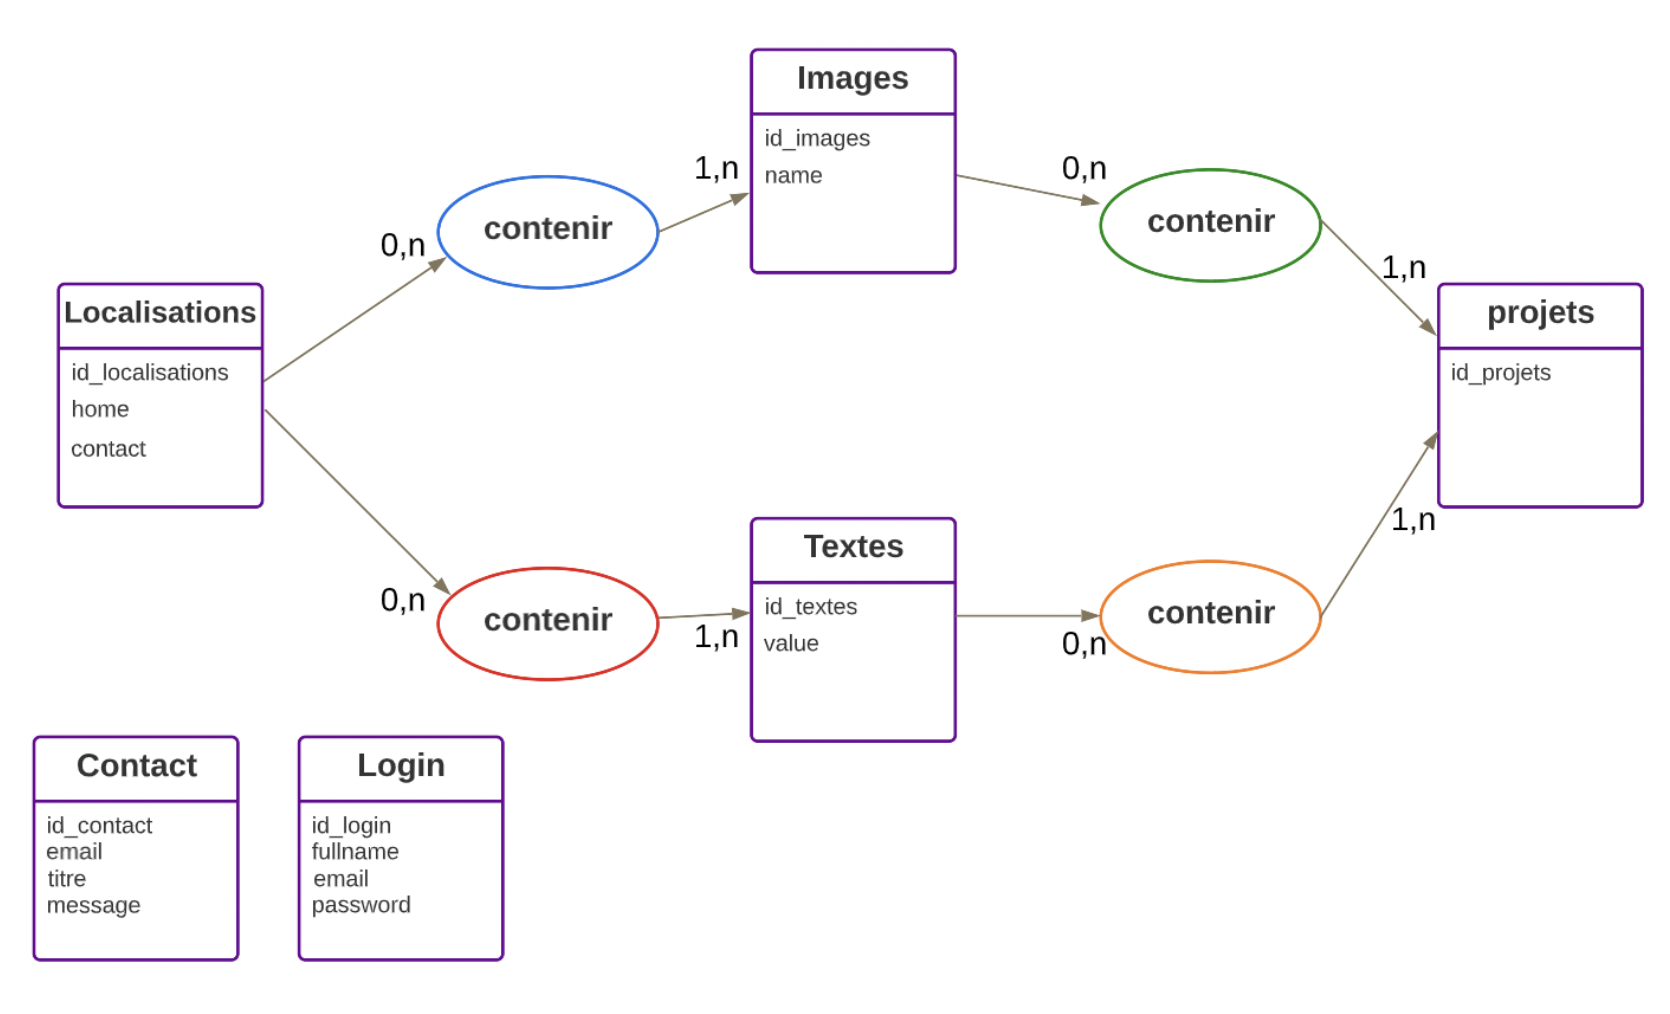 Images
id_images
name
1,n
0,n
contenir
0,n
contenir
1,n
Localisations
id_localisations
home
contact
projets
id_projets
0,n
contenir
1,n
Textes
id_textes
value
0,n
contenir
1,n
Contact
id_contact
email
titre
message
Login
id_login
fullname
email
password